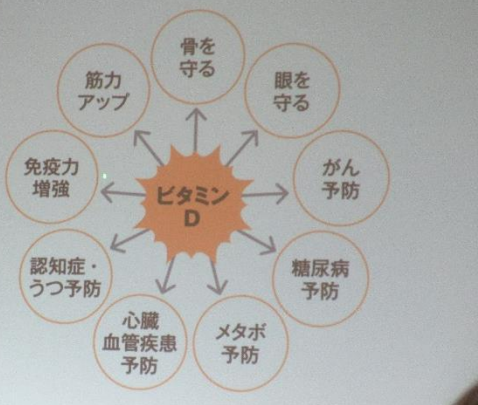 骨を
守る
眼を
守る
がん
予防
糖尿病
予防
メタボ
予防
心臓
血管疾患
予防
認知症・
うつ予防
免疫力
増強
筋力
アップ
ビタミン
D